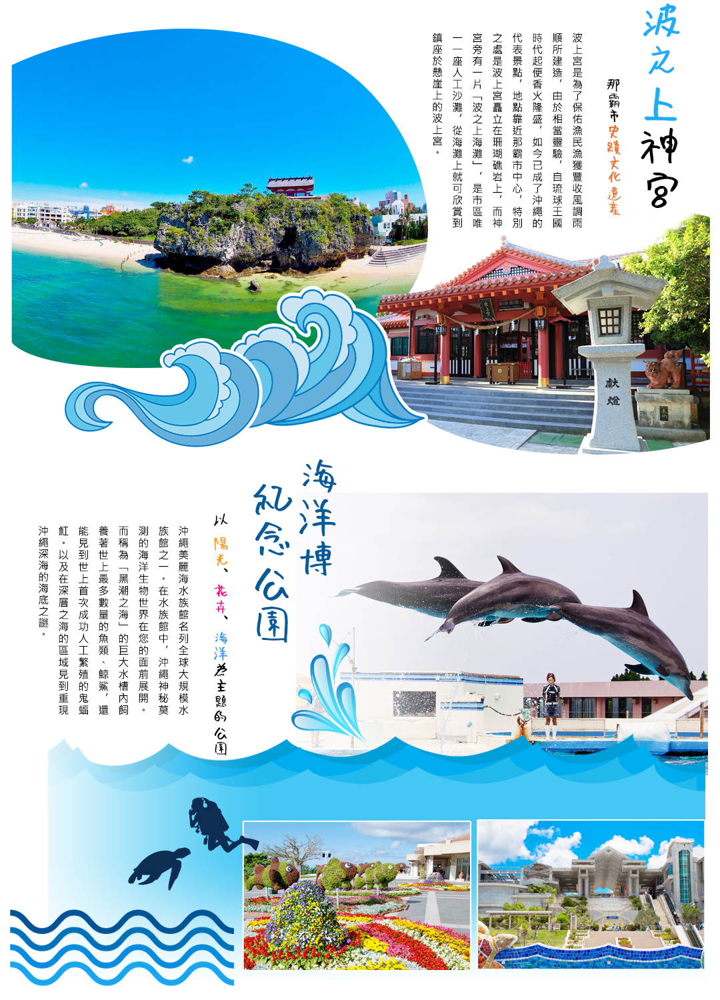 波之上神宮
那霸市史蹟文化遺產
波上宮是為了保佑漁民漁獲豐收風調雨
順所建造，由於相當靈驗，自琉球王國
時代起便香火隆盛，如今已成了沖繩的
代表景點，地點靠近那霸市中心，特別
之處是波上宮矗立在珊瑚礁岩上，而神
宮旁有一片「波之上海灘」，是市區唯
一一座人工沙灘，從海灘上就可欣賞到
鎮座於懸崖上的波上宮。
波上宮
献燈
奉納
海洋博
紀念公園
以陽光、花卉、海洋為主題的公園
沖繩美麗海水族館名列全球大規模水
族館之一。在水族館中，沖繩神秘莫
測的海洋生物世界在您的面前展開。
而稱為「黑潮之海」的巨大水槽內飼
養著世上最多數量的魚類、鯨鯊，還
能見到世上首次成功人工繁殖的鬼蝠
魟。以及在深層之海的區域見到重現
沖繩深海的海底之謎。